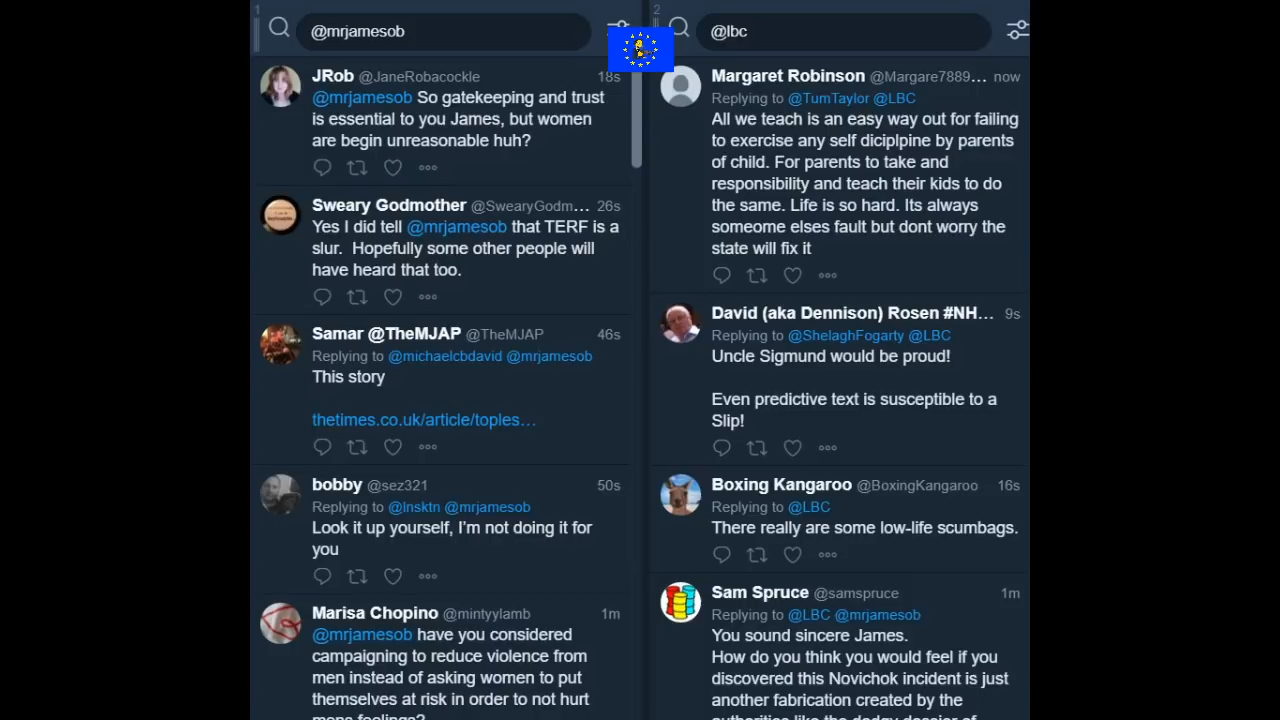 1
@mrjamesob
JRob @JaneRobacockle 18s
@mrjamesob So gatekeeping and trust
is essential to you James, but women
are begin unreasonable huh?
Sweary Godmother @SwearyGodm... 26s
Yes I did tell @mrjamesob that TERF is a
slur. Hopefully some other people will
have heard that too.
Samar @TheMJAP @TheMJAP 46s
Replying to @michaelcbdavid @mrjamesob
This story
thetimes.co.uk/article/toples…
bobby @sez321 50s
Replying to @lnsktn @mrjamesob
Look it up yourself, I'm not doing it for
you
Marisa Chopino @mintyylamb 1m
@mrjamesob have you considered
campaigning to reduce violence from
men instead of asking women to put
themselves at risk in order to not hurt
mens feelings?
2
@lbc
Margaret Robinson @Margare7889... now
Replying to @TumTaylor @LBC
All we teach is an easy way out for failing
to exercise any self diciplpine by parents
of child. For parents to take and
responsibility and teach their kids to do
the same. Life is so hard. Its always
someome elses fault but dont worry the
state will fix it
David (aka Dennison) Rosen #NH... 9s
Replying to @ShelaghFogarty @LBC
Uncle Sigmund would be proud!
Even predictive text is susceptible to a
Slip!
Boxing Kangaroo @BoxingKangaroo 16s
Replying to @LBC
There really are some low-life scumbags.
Sam Spruce @samspruce 1m
Replying to @LBC @mrjamesob
You sound sincere James.
How do you think you would feel if you
discovered this Novichok incident is just
another fabrication created by the
authorities like the dodgy dossier of